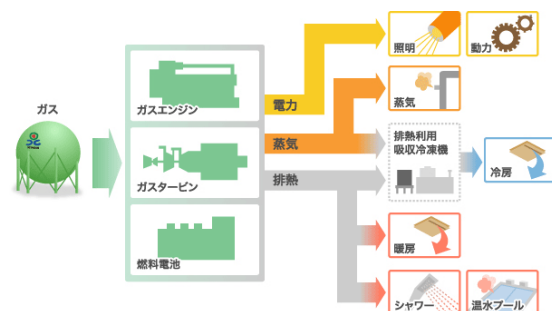 ガス
ガスエンジン
ガスタービン
燃料電池
電力
蒸気
排熱
照明
動力
蒸気
排熱利用
吸収冷凍機
冷房
暖房
シャワー
温水プール